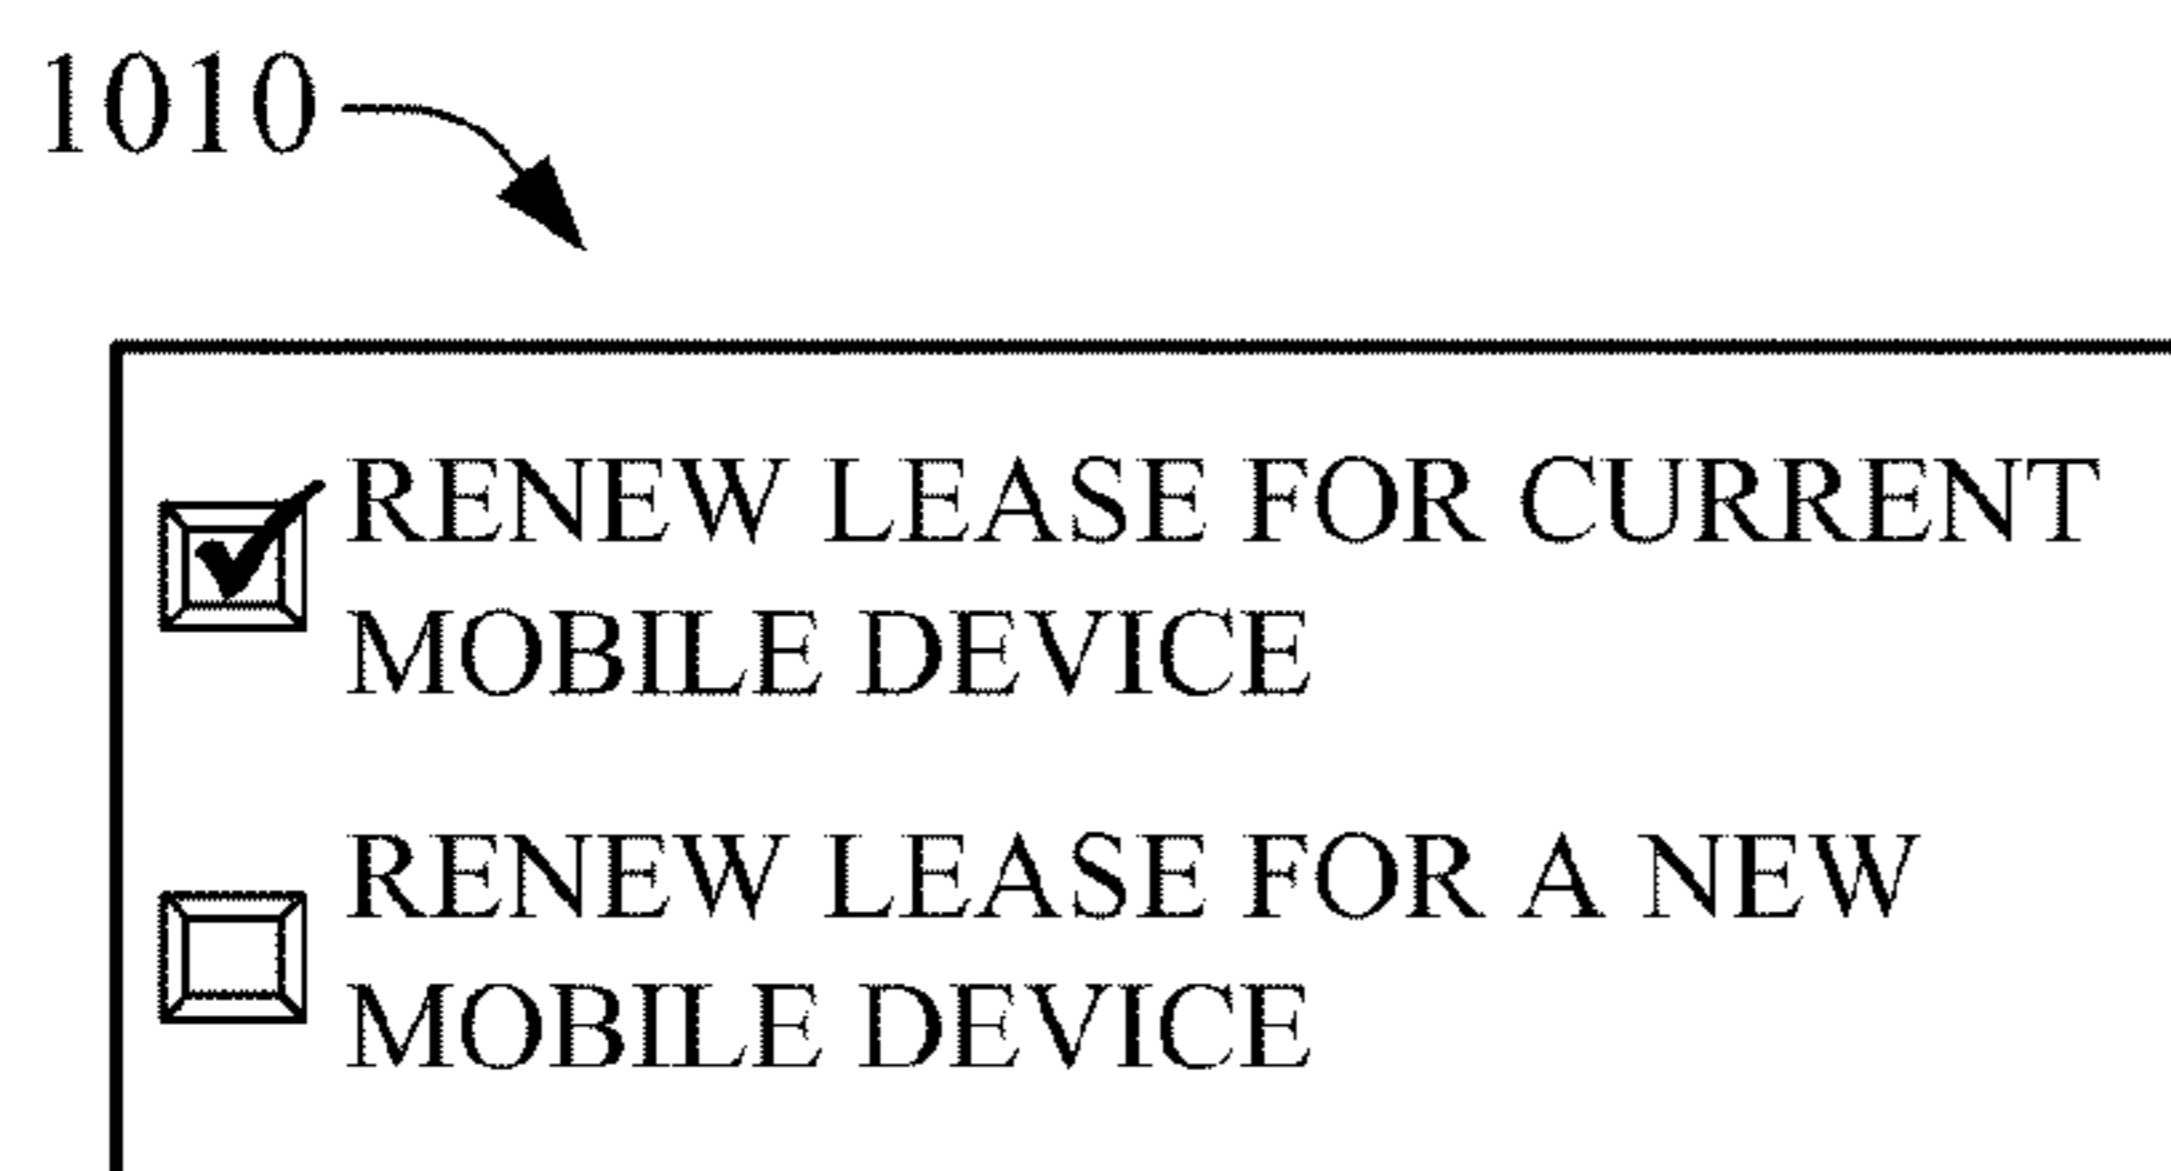 1010
RENEW LEASE FOR CURRENT
MOBILE DEVICE
RENEW LEASE FOR A NEW
MOBILE DEVICE